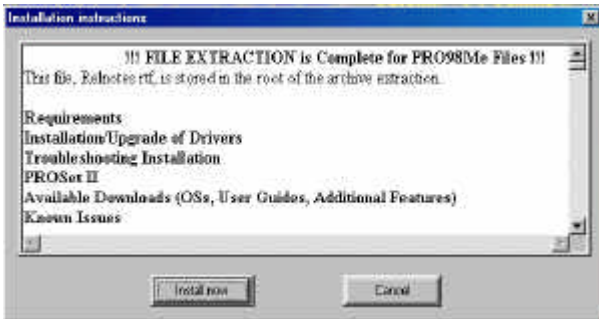 Installation instructions
!!! FILE EXTRACTION is Complete for PRO98Me Files !!!
This file, Relnotes.rtf, is stored in the root of the archive extraction.
Requirements
Installation/Upgrade of Drivers
Troubleshooting Installation
PROSet II
Available Downloads (OSs, User Guides, Additional Features)
Known Issues
Install now
Cancel